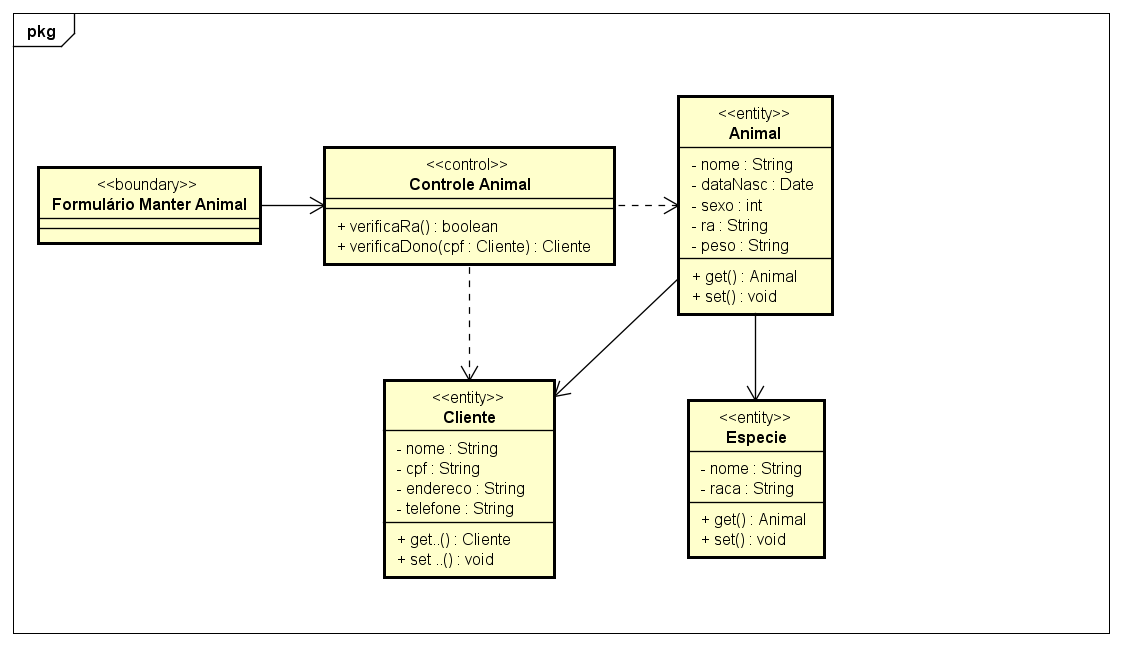 pkg
<<boundary>>
Formulário Manter Animal
<<control>>
Controle Animal
+ verificaRa() : boolean
+ verificaDono(cpf : Cliente) : Cliente
<<entity>>
Animal
- nome : String
- dataNasc : Date
- sexo : int
- ra : String
- peso : String
+ get() : Animal
+ set() : void
<<entity>>
Cliente
- nome : String
- cpf : String
- endereco : String
- telefone : String
+ get..() : Cliente
+ set ..() : void
<<entity>>
Especie
- nome : String
- raca : String
+ get() : Animal
+ set() : void